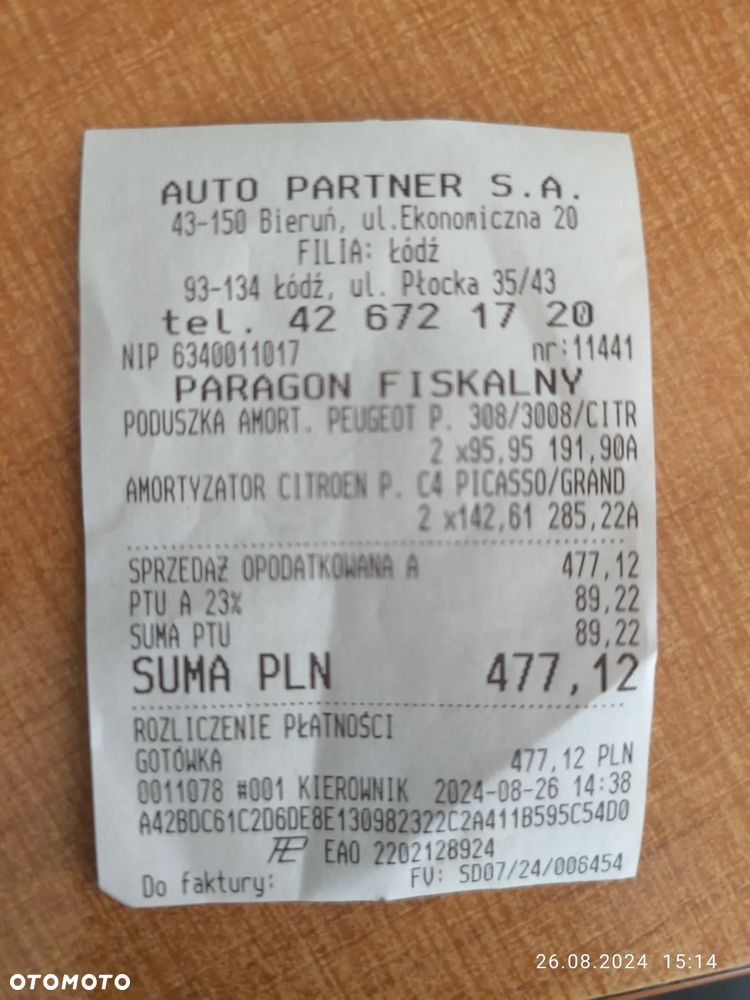 AUTO PARTNER S.A.
43-150 Bieruń, ul.Ekonomiczna 20
FILIA: Łódź
93-134 Łódź, ul. Płocka 35/43
tel. 42 672 17 20
NIP 6340011017 nr:11441
PARAGON FISKALNY
PODUSZKA AMORT. PEUGEOT P. 308/3008/CITR
2 x95,95 191,90A
AMORTYZATOR CITROEN P. C4 PICASSO/GRAND
2 x142,61 285,22A
SPRZEDAŻ OPODATKOWANA A 477,12
PTU A 23% 89,22
SUMA PTU 89,22
SUMA PLN 477,12
ROZLICZENIE PŁATNOŚCI
GOTÓWKA 477,12 PLN
0011078 #001 KIEROWNIK 2024-08-26 14:38
A42BDC61C2D6DE8E130982322C2A411B595C54D0
EAO 2202128924
Do faktury: FV: SD07/24/006454
26.08.2024 15:14
OTOMOTO